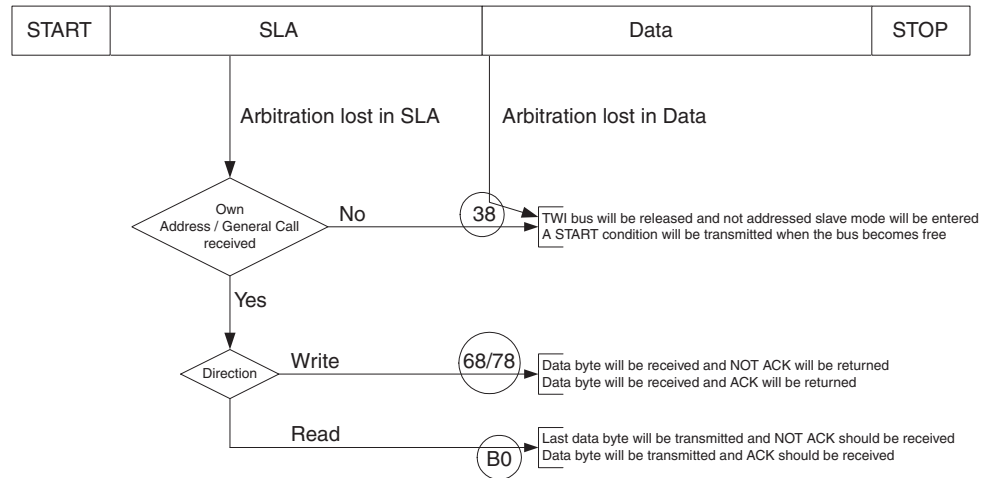 START SLA Data STOP
Arbitration lost in SLA Arbitration lost in Data
Own
Address / General Call
received
No
38
TWI bus will be released and not addressed slave mode will be entered
A START condition will be transmitted when the bus becomes free
Yes
Direction
Write
68/78
Data byte will be received and NOT ACK will be returned
Data byte will be received and ACK will be returned
Read
B0
Last data byte will be transmitted and NOT ACK should be received
Data byte will be transmitted and ACK should be received